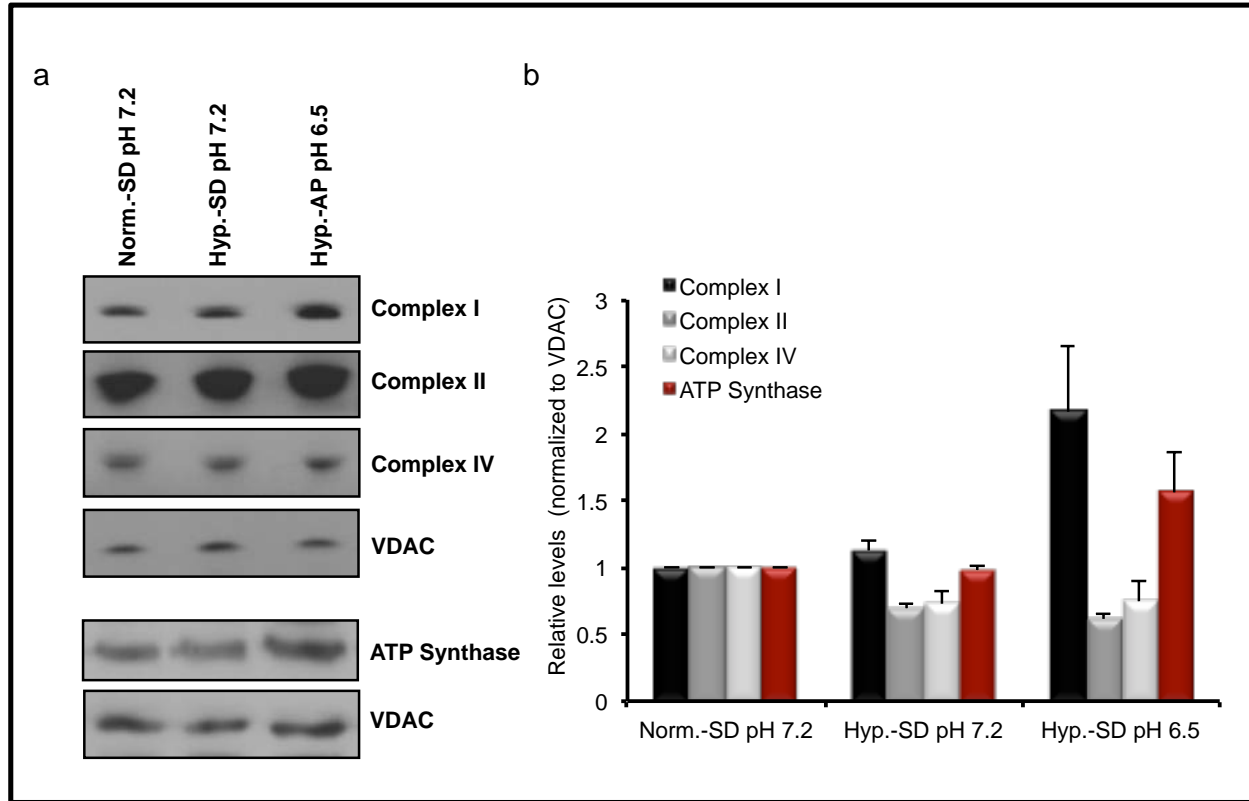 a
Norm.-SD pH 7.2
Hyp.-SD pH 7.2
Hyp.-AP pH 6.5
Complex I
Complex II
Complex IV
VDAC
ATP Synthase
VDAC
b
Relative levels (normalized to VDAC)
3
2.5
2
1.5
1
0.5
0
Complex I
Complex II
Complex IV
ATP Synthase
Norm.-SD pH 7.2
Hyp.-SD pH 7.2
Hyp.-SD pH 6.5